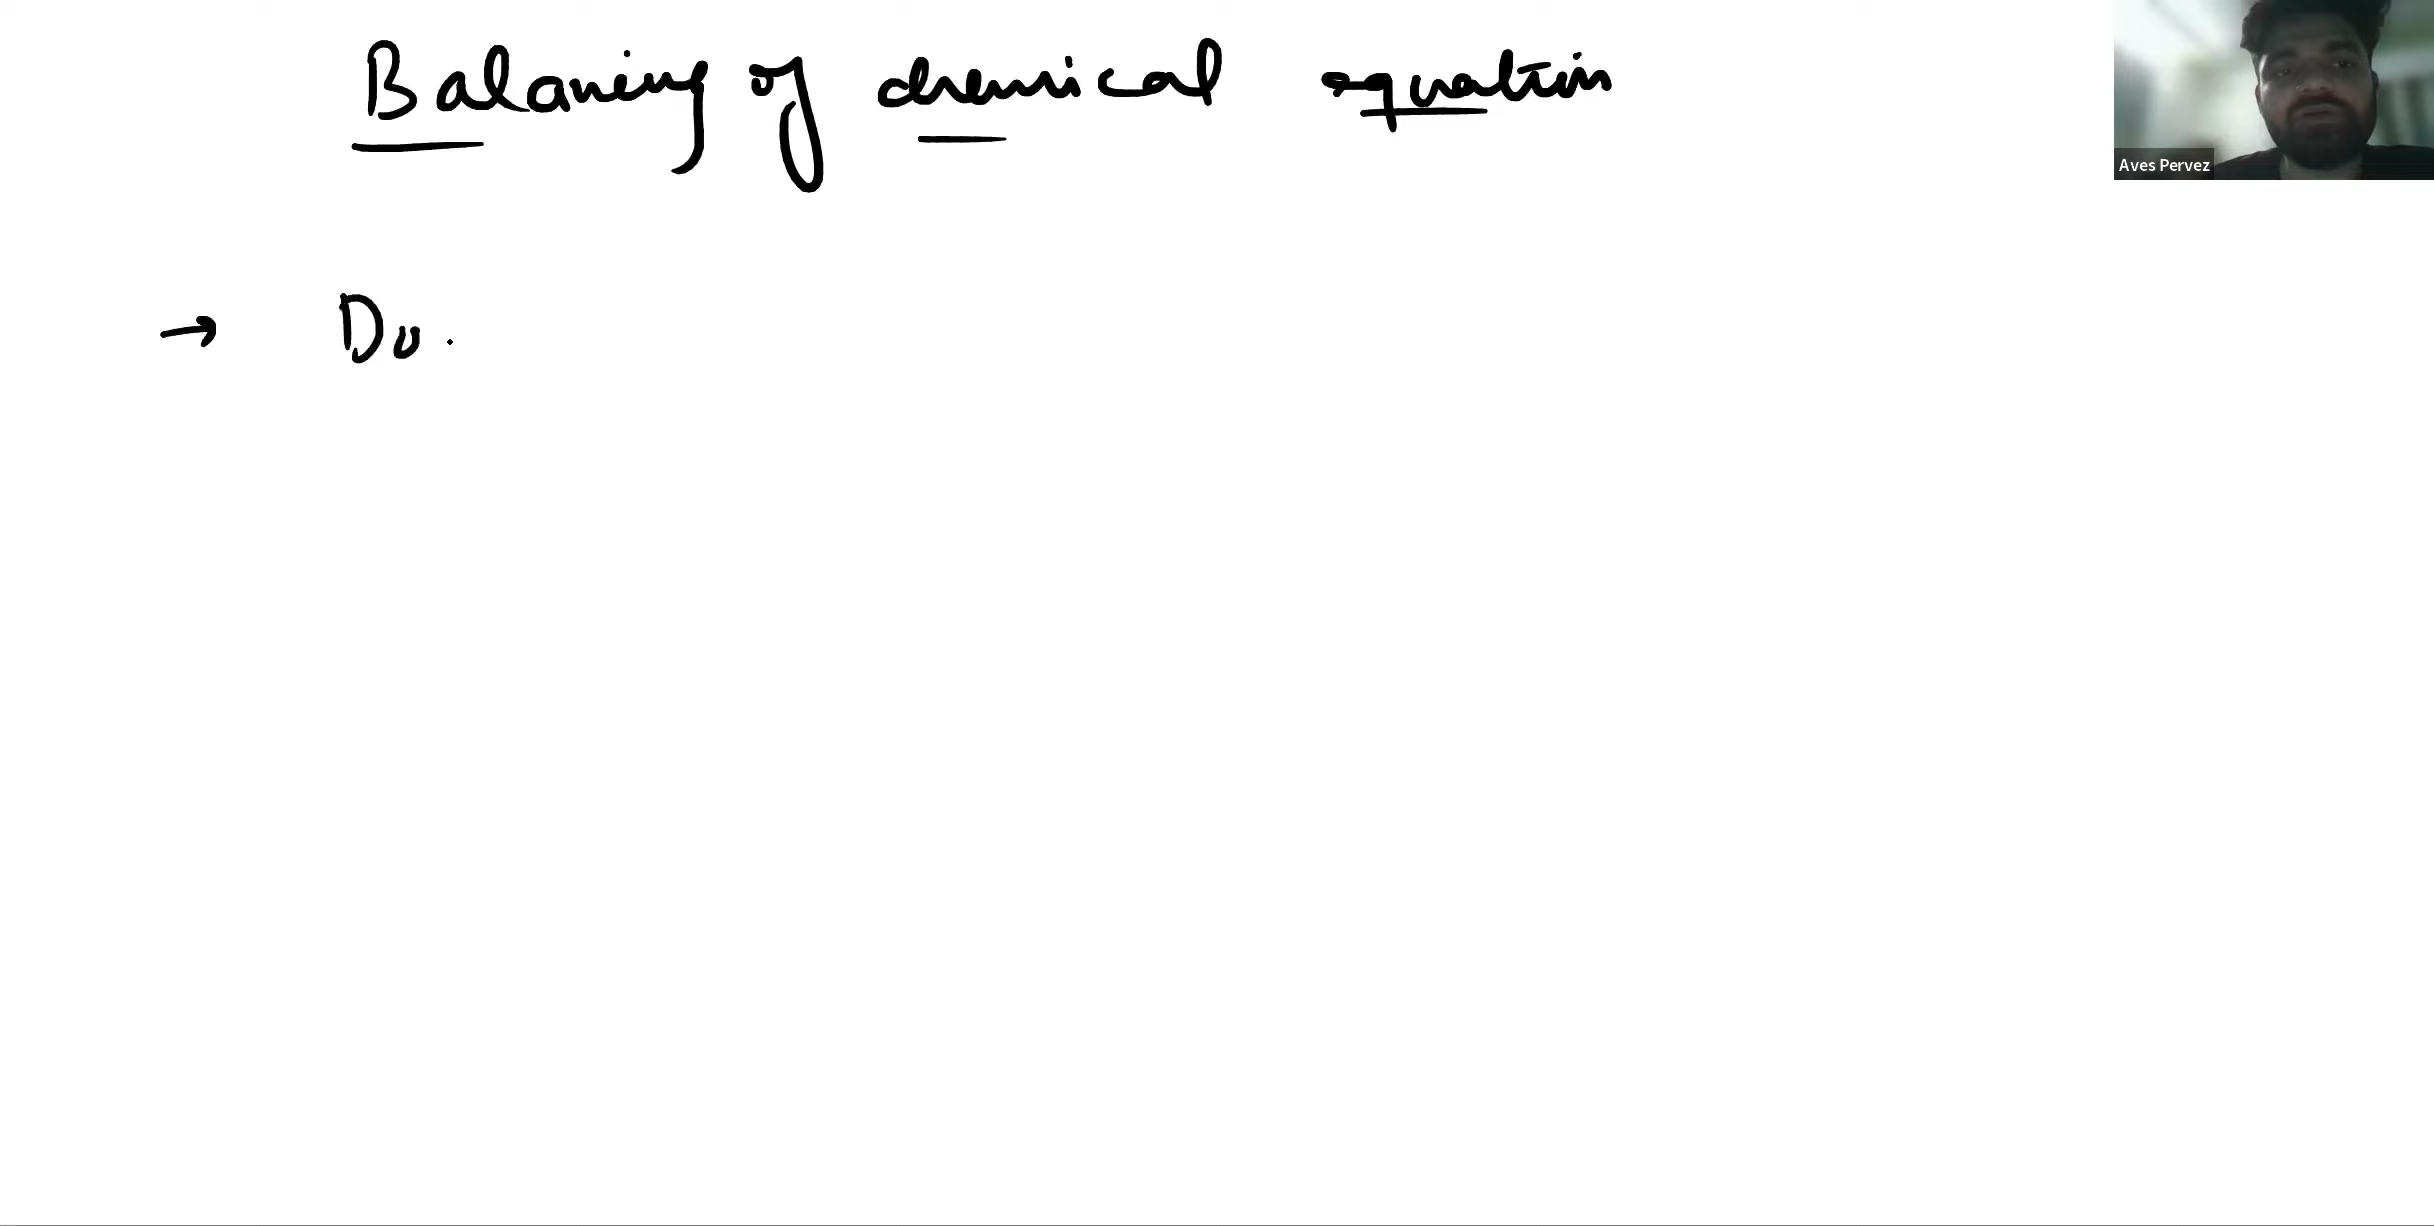 Balancing of chemical equation
Aves Pervez
→ Do